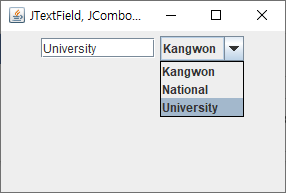 JTextField, JCombo...
University Kangwon
Kangwon
National
University